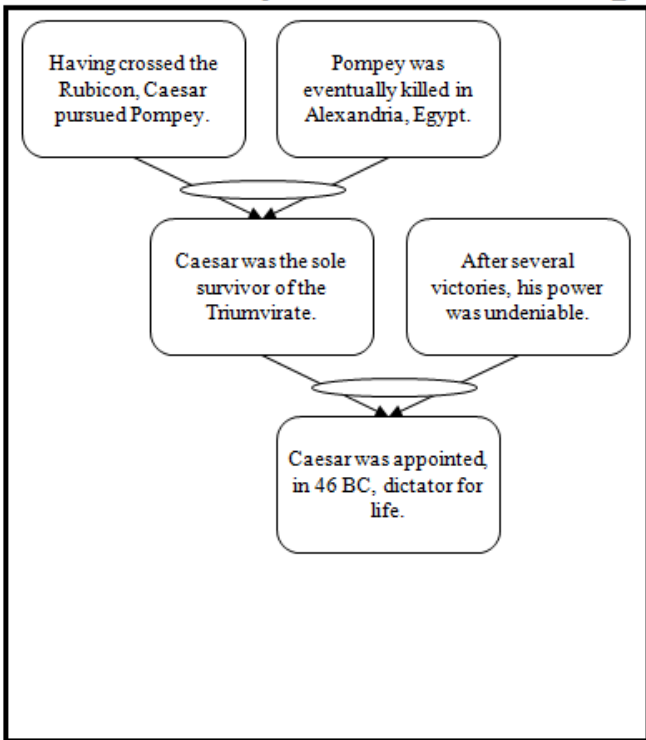 Having crossed the
Rubicon, Caesar
pursued Pompey.
Pompey was
eventually killed in
Alexandria, Egypt.
Caesar was the sole
survivor of the
Triumvirate.
After several
victories, his power
was undeniable.
Caesar was appointed,
in 46 BC, dictator for
life.